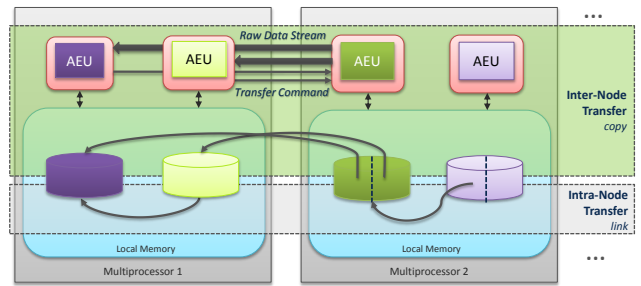 ...
Raw Data Stream
AEU
AEU
AEU
AEU
Transfer Command
Inter-Node
Transfer
copy
Intra-Node
Transfer
link
Local Memory
Local Memory
...
Multiprocessor 1
Multiprocessor 2